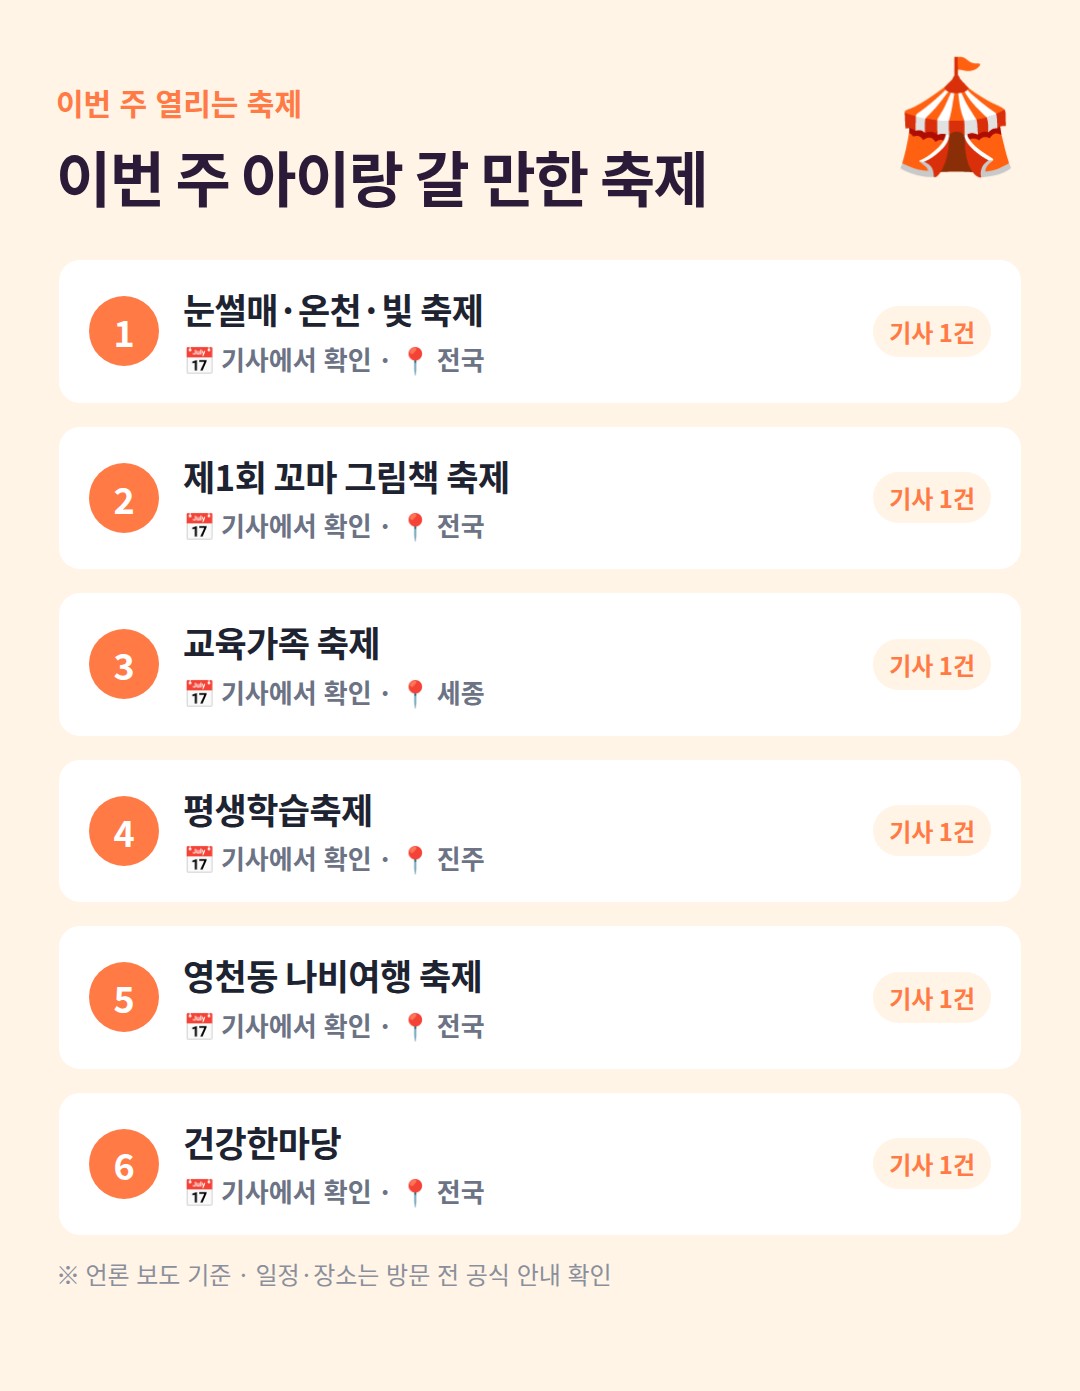 이번 주 열리는 축제
이번 주 아이랑 갈 만한 축제
1
눈썰매·온천·빛 축제
📅 기사에서 확인 · 📍 전국
기사 1건
2
제1회 꼬마 그림책 축제
📅 기사에서 확인 · 📍 전국
기사 1건
3
교육가족 축제
📅 기사에서 확인 · 📍 세종
기사 1건
4
평생학습축제
📅 기사에서 확인 · 📍 진주
기사 1건
5
영천동 나비여행 축제
📅 기사에서 확인 · 📍 전국
기사 1건
6
건강한마당
📅 기사에서 확인 · 📍 전국
기사 1건
※ 언론 보도 기준 · 일정·장소는 방문 전 공식 안내 확인